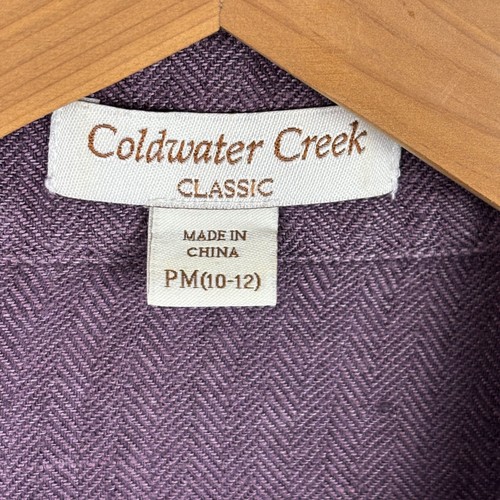 Coldwater Creek
CLASSIC
MADE IN
CHINA
PM(10-12)